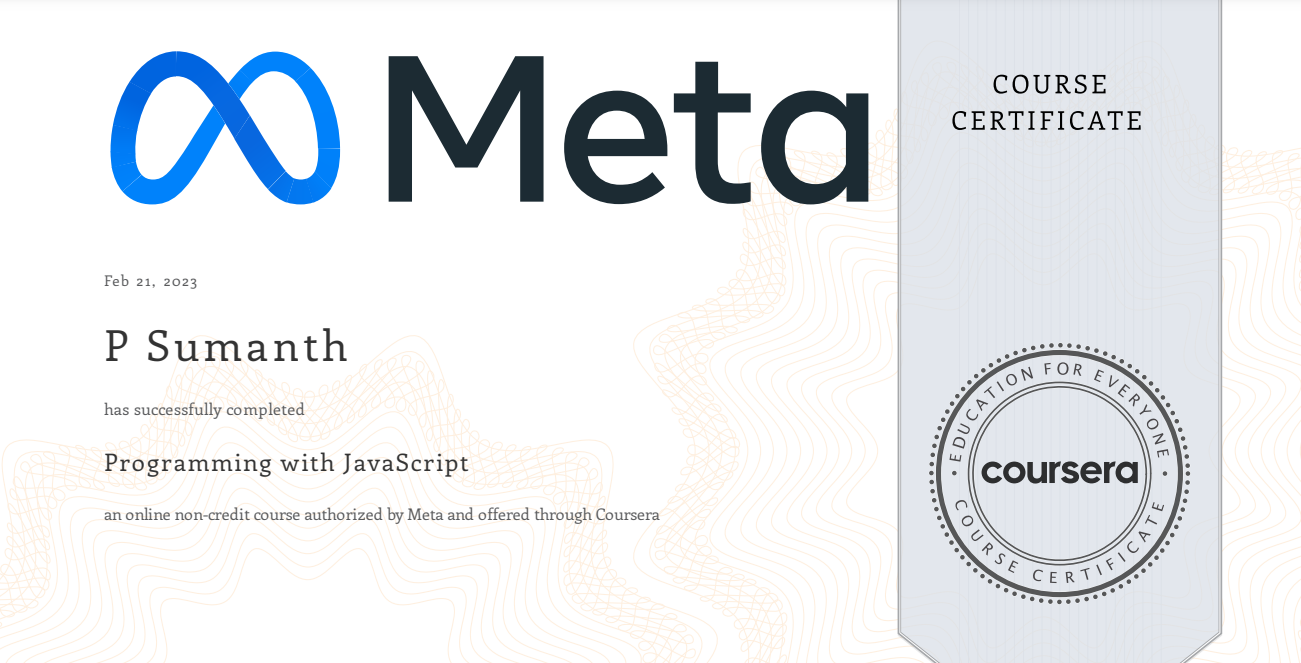 Meta
COURSE
CERTIFICATE
Feb 21, 2023
P Sumanth
has successfully completed
Programming with JavaScript
an online non-credit course authorized by Meta and offered through Coursera
EDUCATION FOR EVERYONE
coursera
COURSE CERTIFICATE